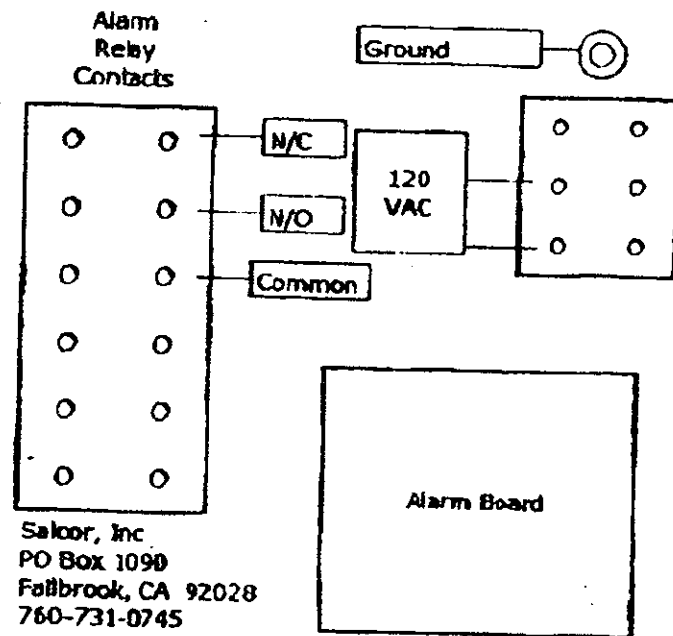 Alarm
Relay
Contacts
Ground
N/C
120
VAC
N/O
Common
Alarm Board
Salcor, Inc
PO Box 1090
Fallbrook, CA 92028
760-731-0745